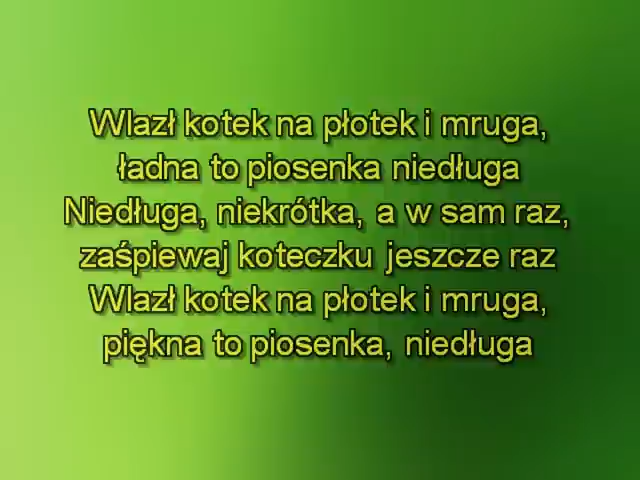 Wlazł kotek na płotek i mruga,
ładna to piosenka niedługa
Niedługa, niekrótka, a w sam raz,
zaśpiewaj koteczku jeszcze raz
Wlazł kotek na płotek i mruga,
piękna to piosenka, niedługa